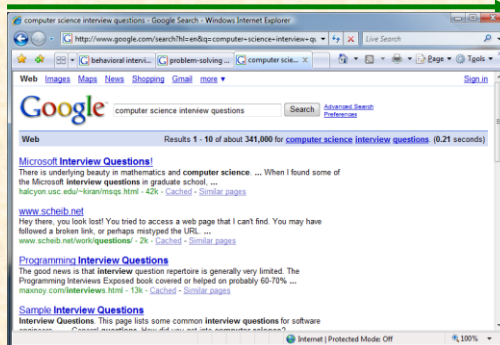 computer science interview questions - Google Search - Windows Internet Explorer
http://www.google.com/search?hl=en&q=computer+science+interview+q
Live Search
behavioral intervi...
problem-solving ...
computer scie...
Page
Tools
Web Images Maps News Shopping Gmail more ▼
Sign in
Google
computer science interview questions
Search
Advanced Search
Preferences
Web
Results 1 - 10 of about 341,000 for computer science interview questions. (0.21 seconds)
Microsoft Interview Questions!
There is underlying beauty in mathematics and computer science. ... When I found some of
the Microsoft interview questions in graduate school, ...
halcyon.usc.edu/~kiran/msqs.html - 42k - Cached - Similar pages
www.scheib.net
Hey there, you look lost! You tried to access a web page that I can't find. You may have
followed a broken link, or perhaps mistyped the URL. ...
www.scheib.net/work/questions/ - 2k - Cached - Similar pages
Programming Interview Questions
The good news is that interview question repertoire is generally very limited. The
Programming Interviews Exposed book covered or helped on probably 60-70% ...
maxnoy.com/interviews.html - 13k - Cached - Similar pages
Sample Interview Questions
Interview Questions. This page lists some common interview questions for software
Internet | Protected Mode: Off
100%